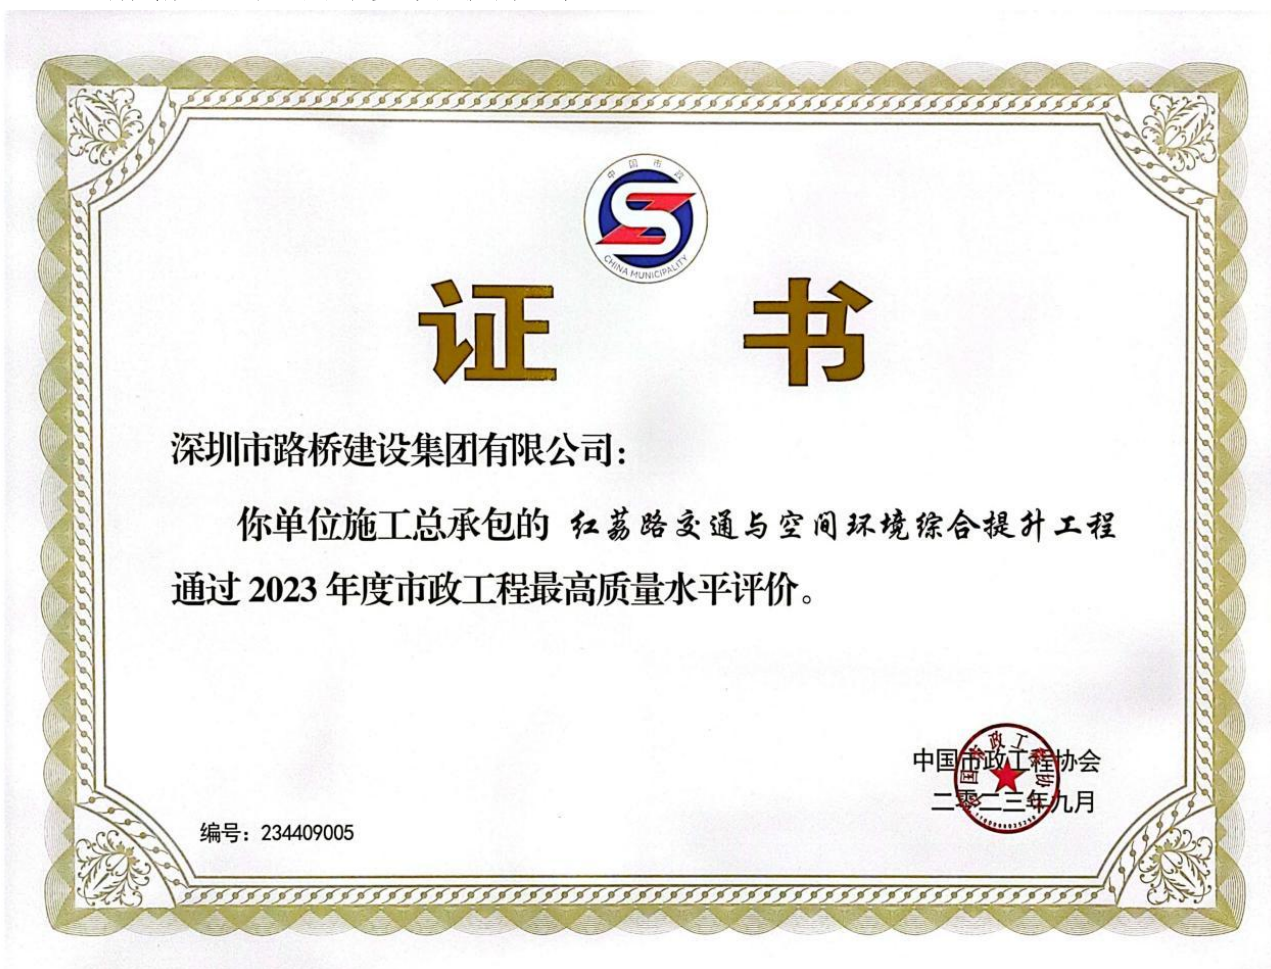 中国市政
CHINA MUNICIPALITY
证 书
深圳市路桥建设集团有限公司：
你单位施工总承包的 红荔路交通与空间环境综合提升工程
通过 2023 年度市政工程最高质量水平评价。
中国市政工程协会
二零二三年九月
编号：234409005